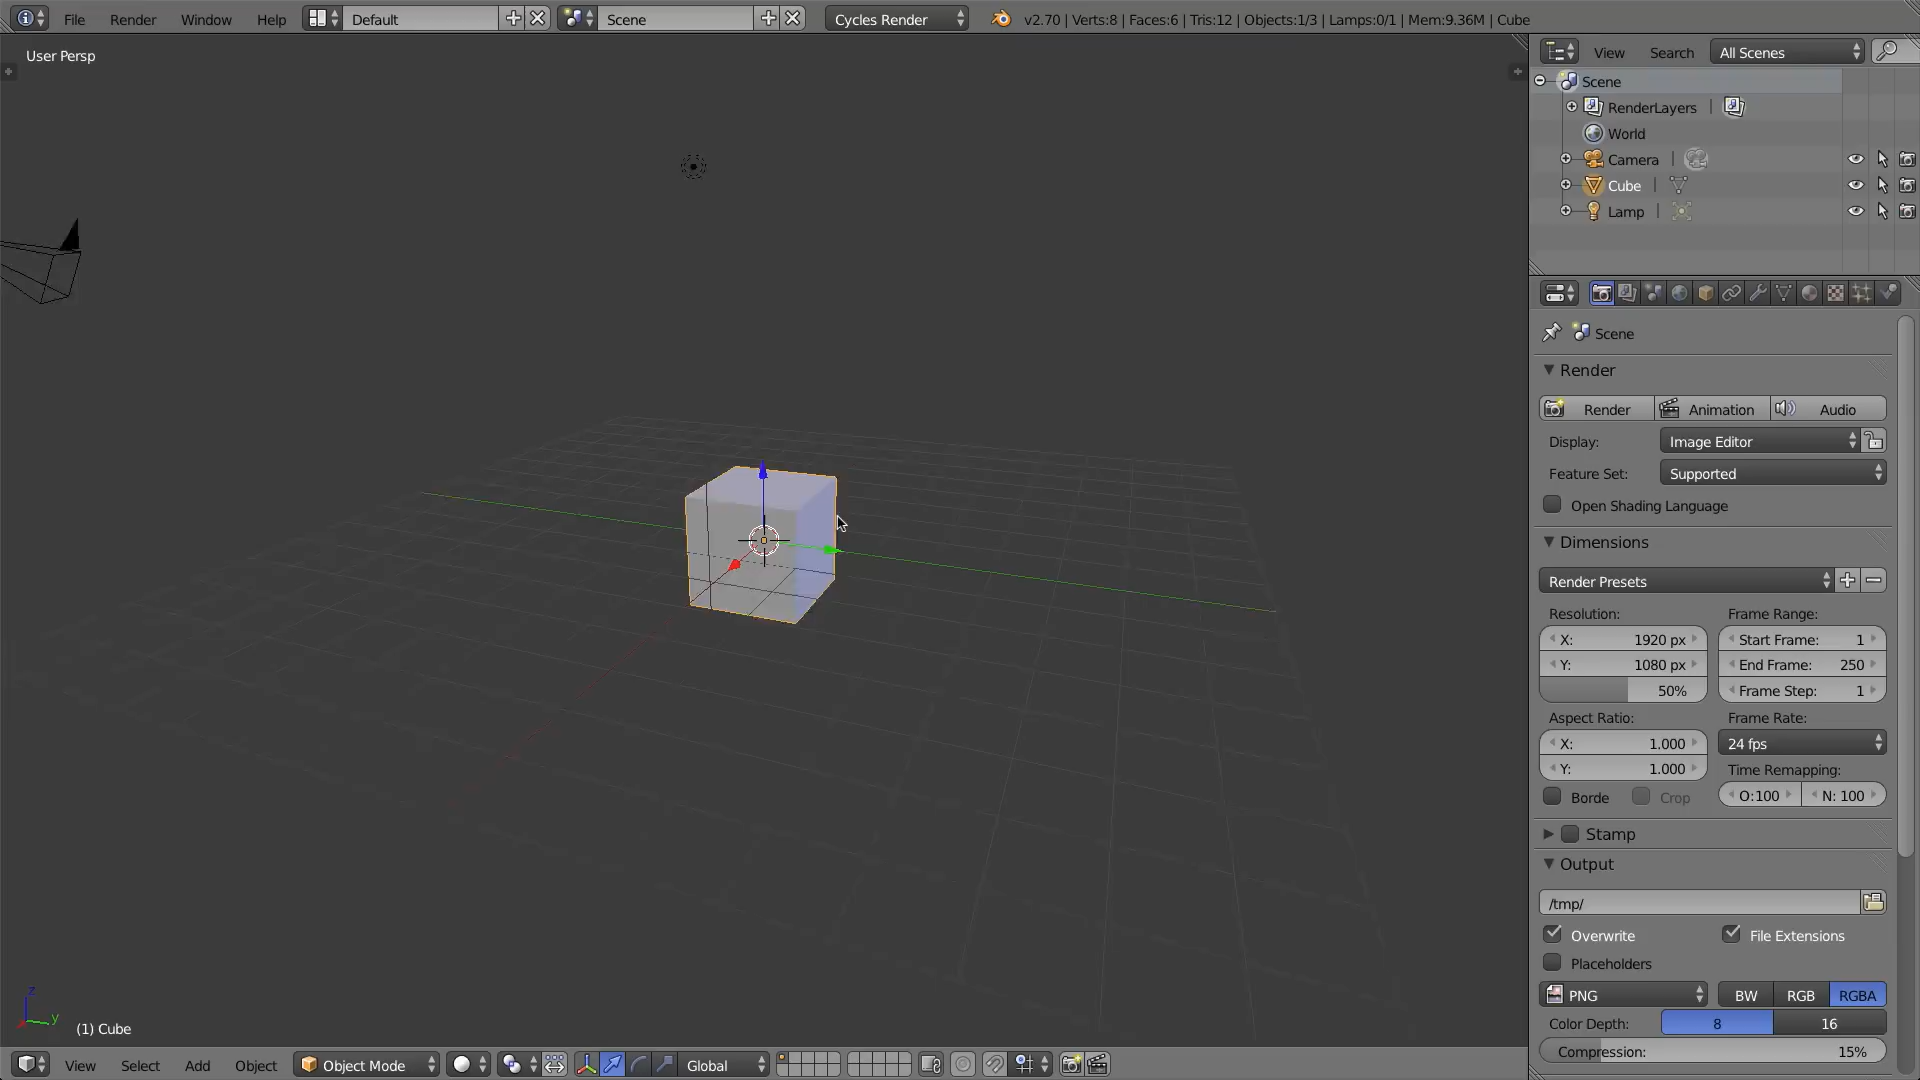 File Render Window Help Default Scene Cycles Render v2.70 | Verts:8 | Faces:6 | Tris:12 | Objects:1/3 | Lamps:0/1 | Mem:9.36M | Cube
User Persp
View Search All Scenes
Scene
RenderLayers
World
Camera
Cube
Lamp
Scene
Render
Render Animation Audio
Display: Image Editor
Feature Set: Supported
Open Shading Language
Dimensions
Render Presets
Resolution: Frame Range:
X: 1920 px Start Frame: 1
Y: 1080 px End Frame: 250
50% Frame Step: 1
Aspect Ratio: Frame Rate:
X: 1.000 24 fps
Y: 1.000 Time Remapping:
Borde Crop O:100 N: 100
Stamp
Output
/tmp/
Overwrite File Extensions
Placeholders
PNG BW RGB RGBA
Color Depth: 8 16
Compression: 15%
z
y
(1) Cube
View Select Add Object Object Mode Global